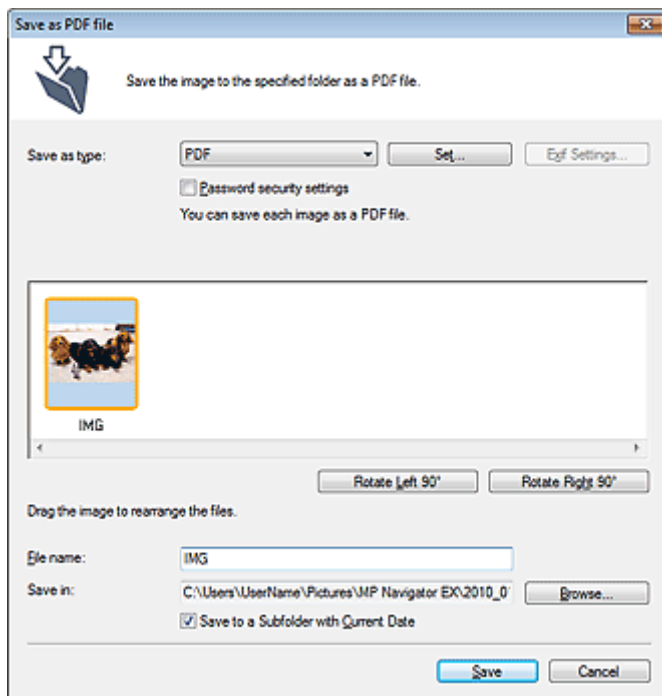 Save as PDF file
Save the image to the specified folder as a PDF file.
Save as type:
PDF
Set...
Exif Settings...
Password security settings
You can save each image as a PDF file.
IMG
Rotate Left 90°
Rotate Right 90°
Drag the image to rearrange the files.
File name:
IMG
Save in:
C:\Users\UserName\Pictures\MP Navigator EX\2010_0
Browse...
Save to a Subfolder with Current Date
Save
Cancel